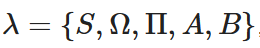 λ = {S, Ω, Π, A, B},